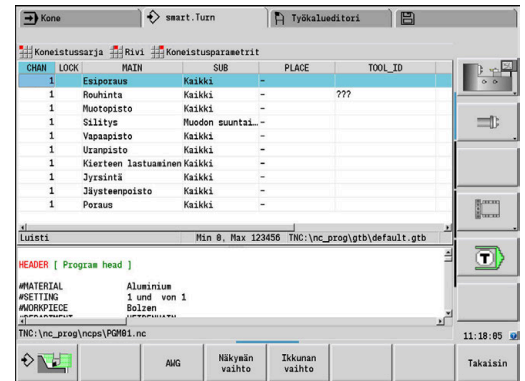 Kone
smart.Turn
Työkalueditori
Koneistussarja Rivi Koneistusparametrit
CHAN LOCK MAIN SUB PLACE TOOL_ID
1 Esiporaus Kaikki -
1 Rouhinta Kaikki - ???
1 Muotopisto Kaikki -
1 Silitys Muodon suuntai… -
1 Vapaapisto Kaikki -
1 Uranpisto Kaikki -
1 Kierteen lastuaminen Kaikki -
1 Jyrsintä Kaikki -
1 Jäysteenpoisto Kaikki -
1 Poraus Kaikki -
Luisti Min 0, Max 123456 TNC:\nc_prog\gtb\default.gtb
HEADER [ Program head ]
#MATERIAL Aluminium
#SETTING 1 und von 1
#WORKPIECE Bolzen
TNC:\nc_prog\ncps\PGM01.nc
T
11:18:05
AWG
Näkymän vaihto
Ikkunan vaihto
Takaisin